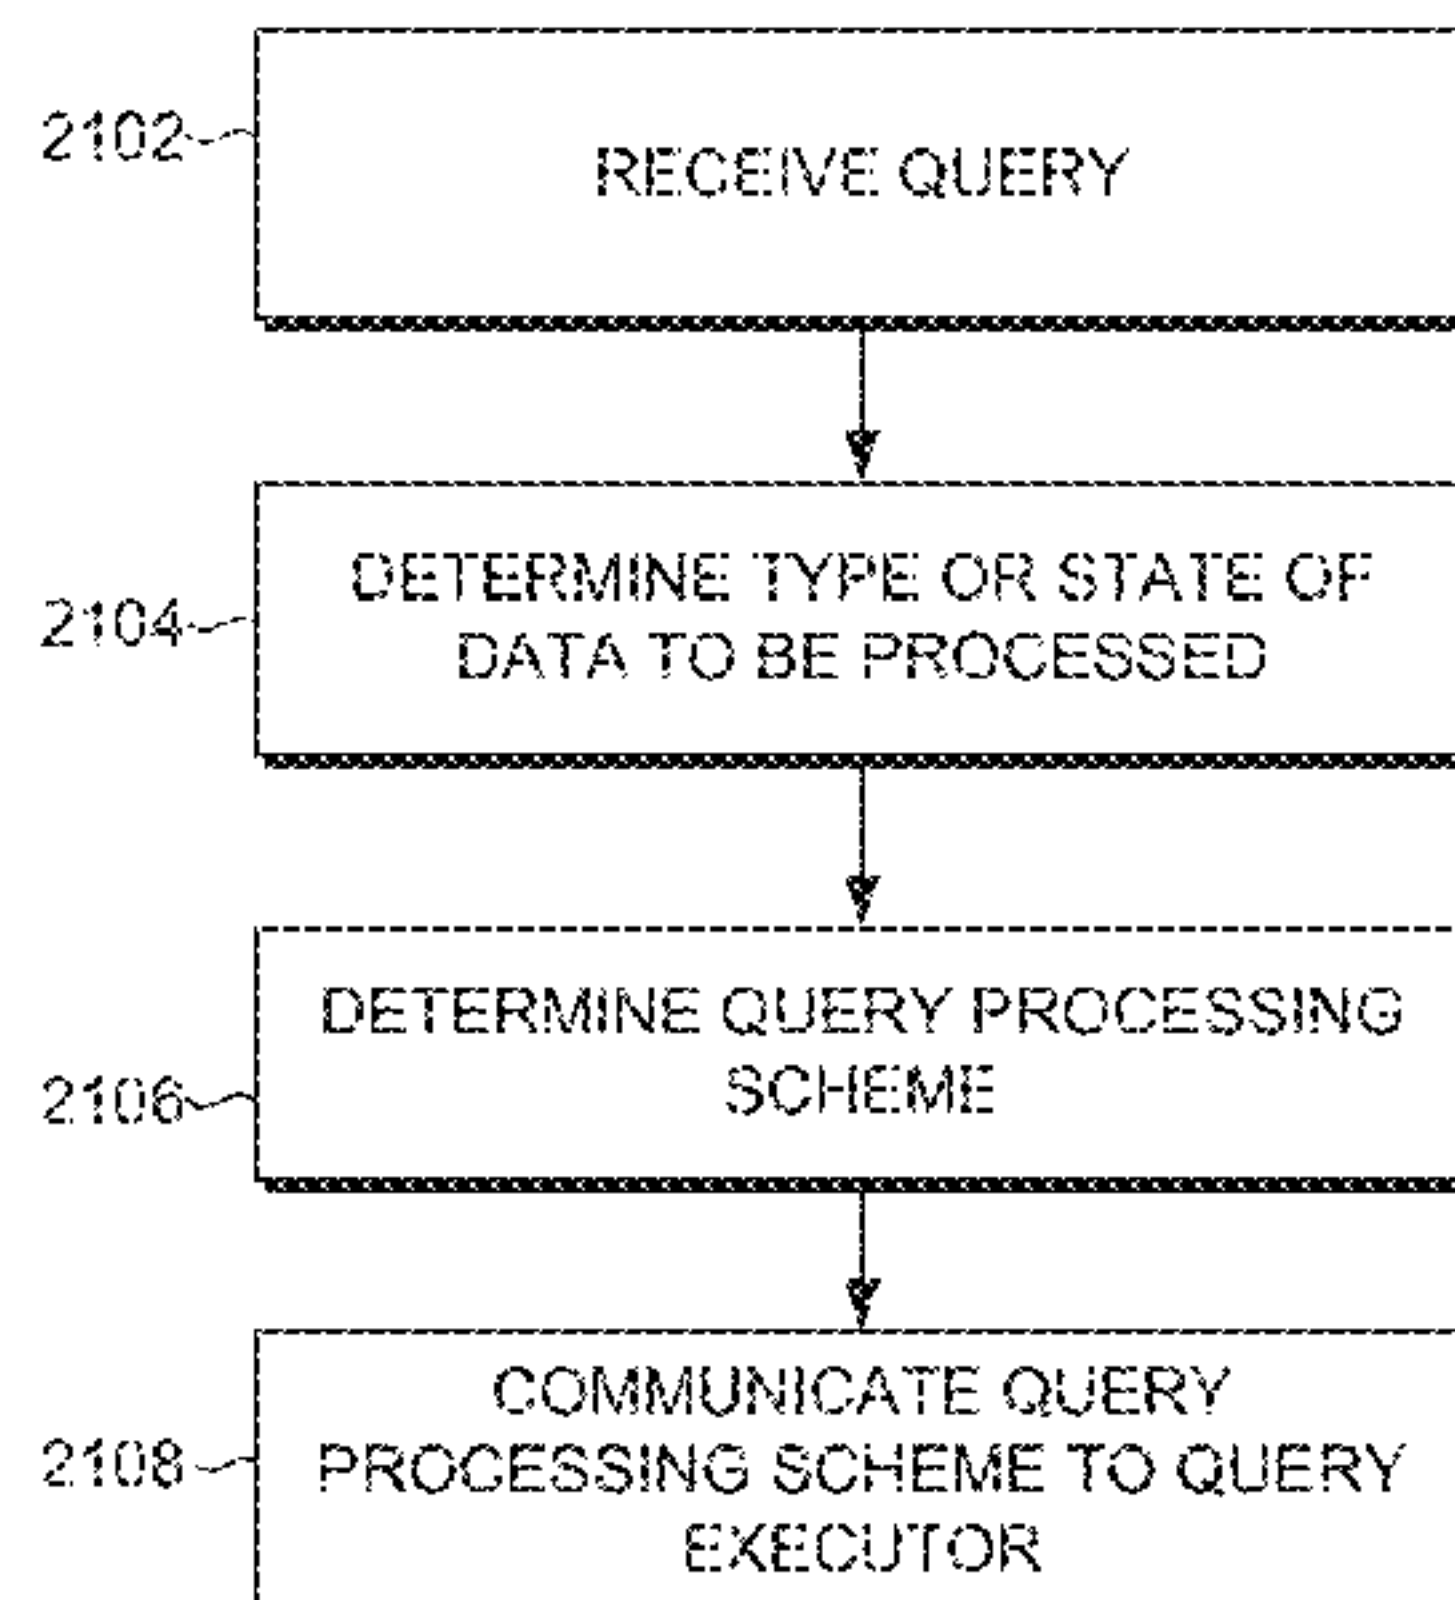 2102
RECEIVE QUERY
2104
DETERMINE TYPE OR STATE OF
DATA TO BE PROCESSED
2106
DETERMINE QUERY PROCESSING
SCHEME
2108
COMMUNICATE QUERY
PROCESSING SCHEME TO QUERY
EXECUTOR